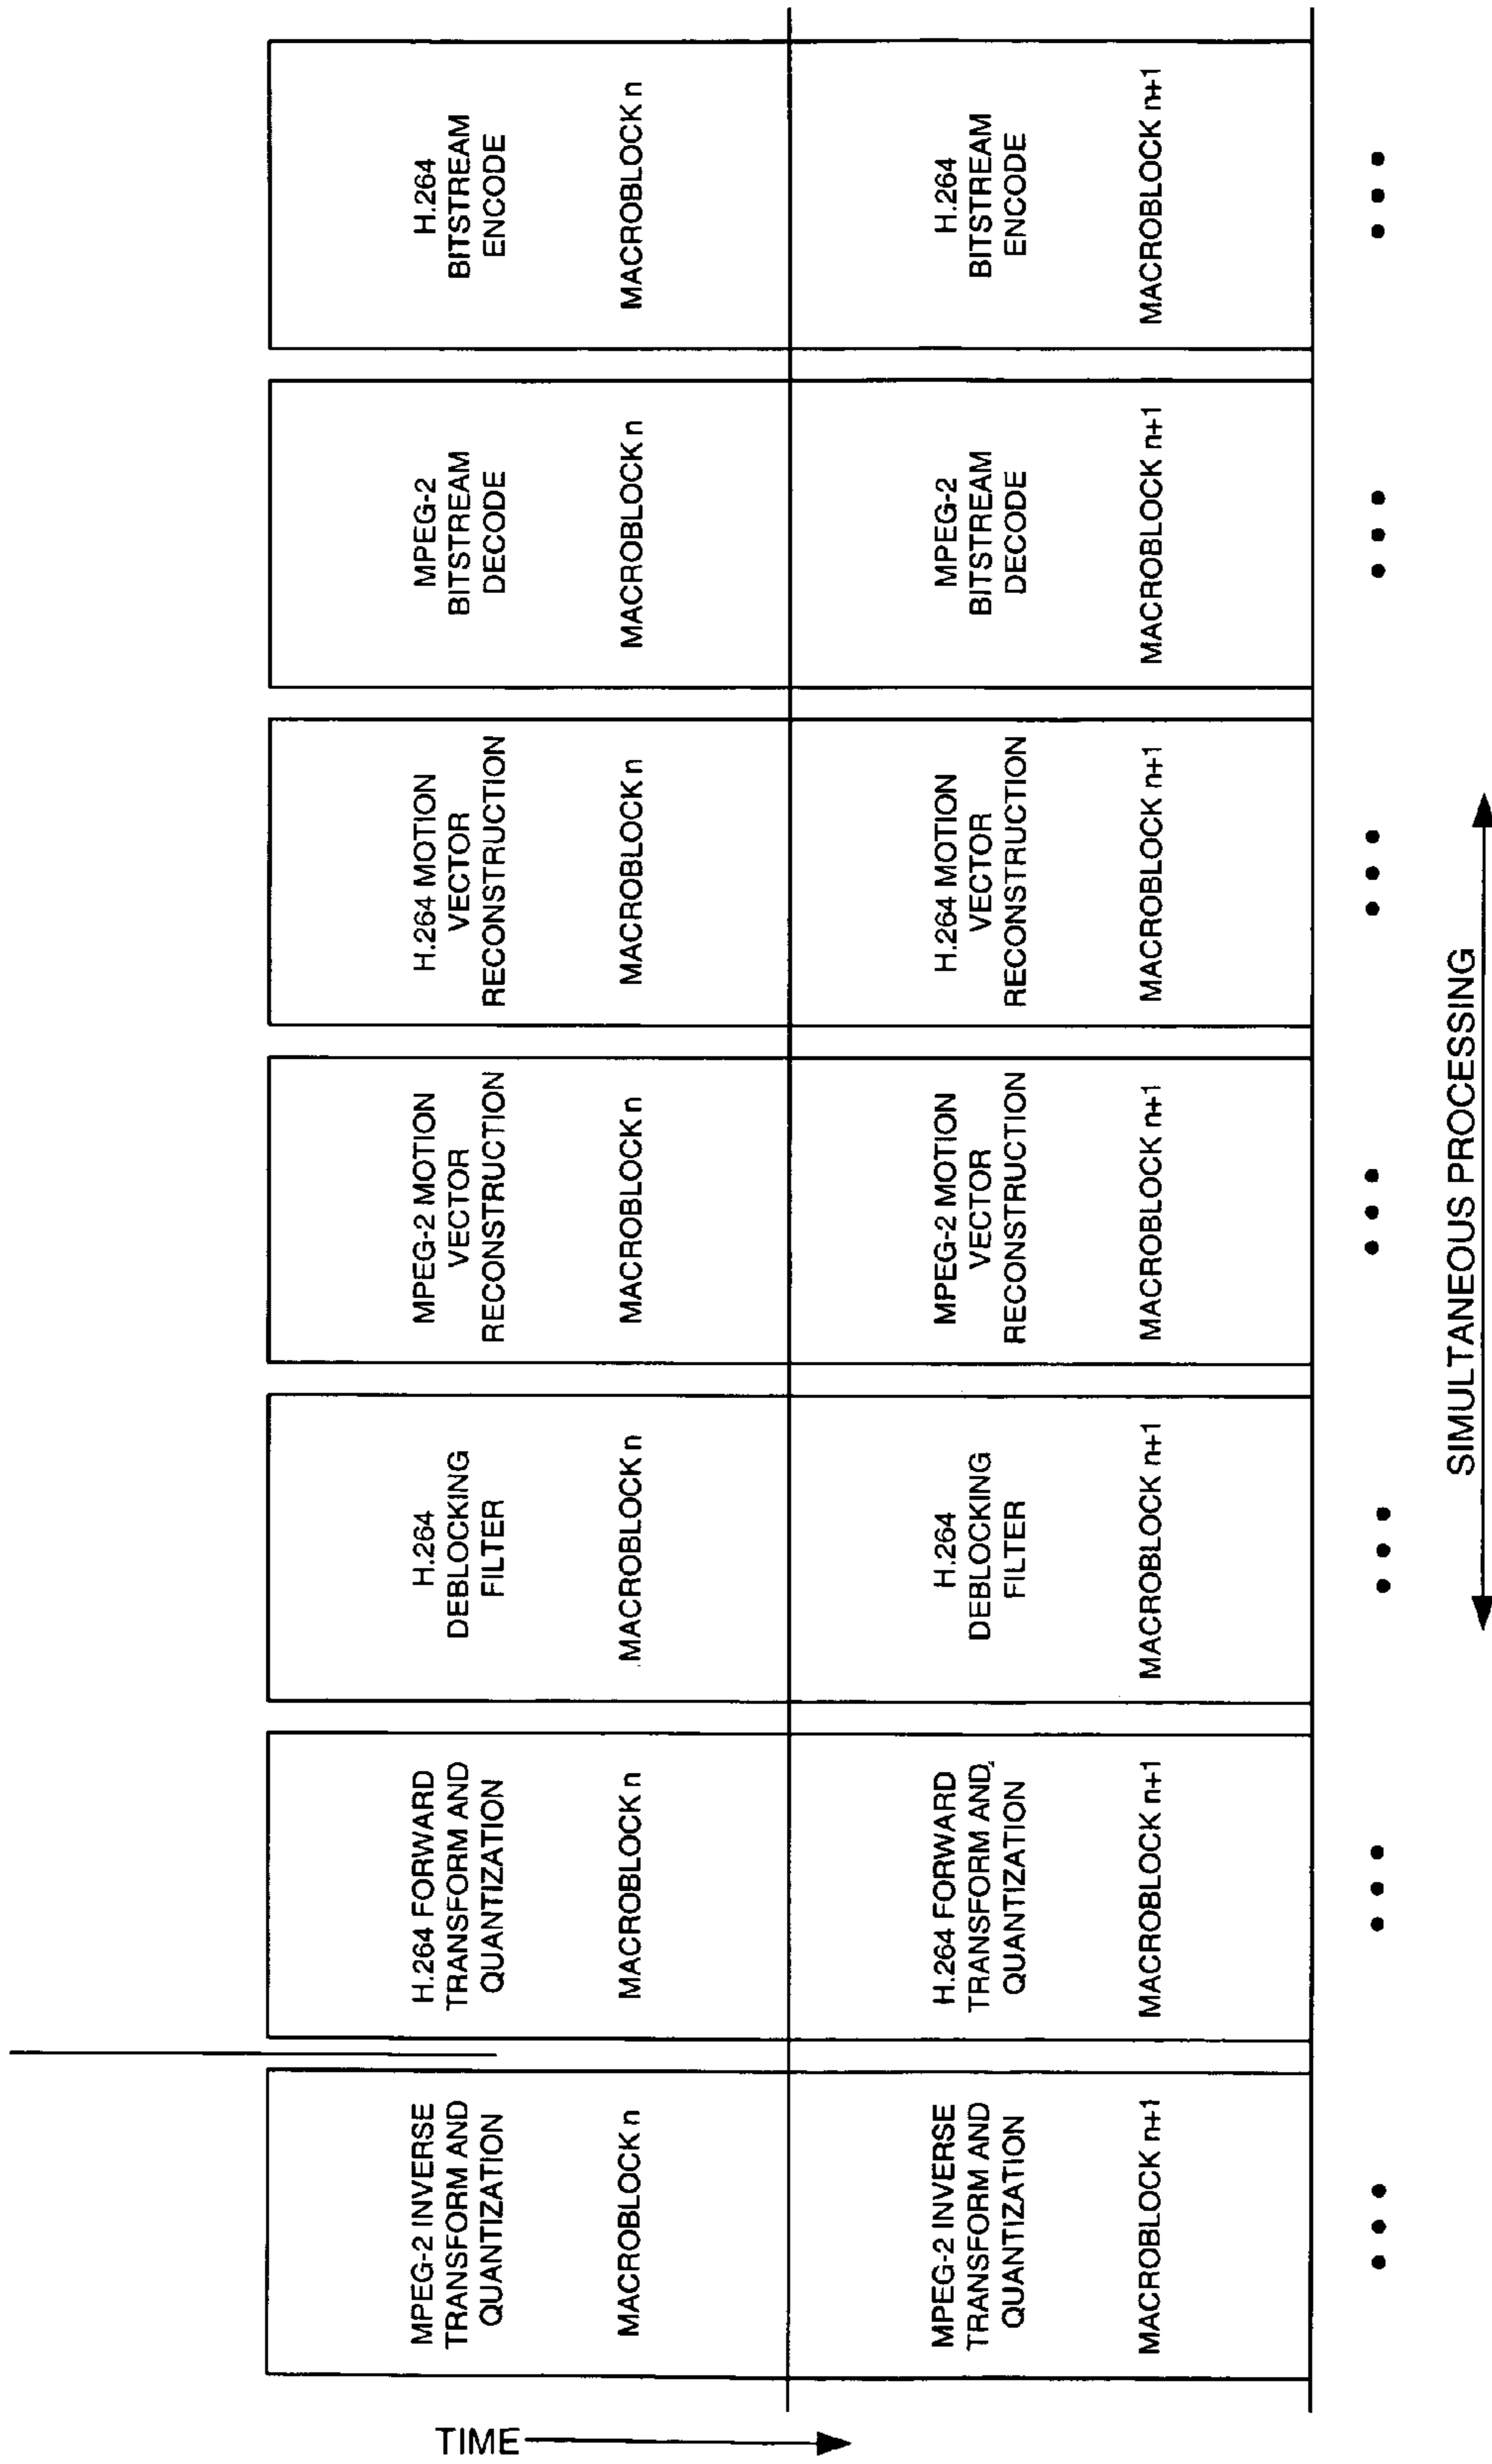 TIME
MPEG-2 INVERSE
TRANSFORM AND
QUANTIZATION
MACROBLOCK n
H.264 FORWARD
TRANSFORM AND
QUANTIZATION
MACROBLOCK n
H.264
DEBLOCKING
FILTER
MACROBLOCK n
MPEG-2 MOTION
VECTOR
RECONSTRUCTION
MACROBLOCK n
H.264 MOTION
VECTOR
RECONSTRUCTION
MACROBLOCK n
MPEG-2
BITSTREAM
DECODE
MACROBLOCK n
H.264
BITSTREAM
ENCODE
MACROBLOCK n
MPEG-2 INVERSE
TRANSFORM AND
QUANTIZATION
MACROBLOCK n+1
H.264 FORWARD
TRANSFORM AND
QUANTIZATION
MACROBLOCK n+1
H.264
DEBLOCKING
FILTER
MACROBLOCK n+1
MPEG-2 MOTION
VECTOR
RECONSTRUCTION
MACROBLOCK n+1
H.264 MOTION
VECTOR
RECONSTRUCTION
MACROBLOCK n+1
MPEG-2
BITSTREAM
DECODE
MACROBLOCK n+1
H.264
BITSTREAM
ENCODE
MACROBLOCK n+1
SIMULTANEOUS PROCESSING